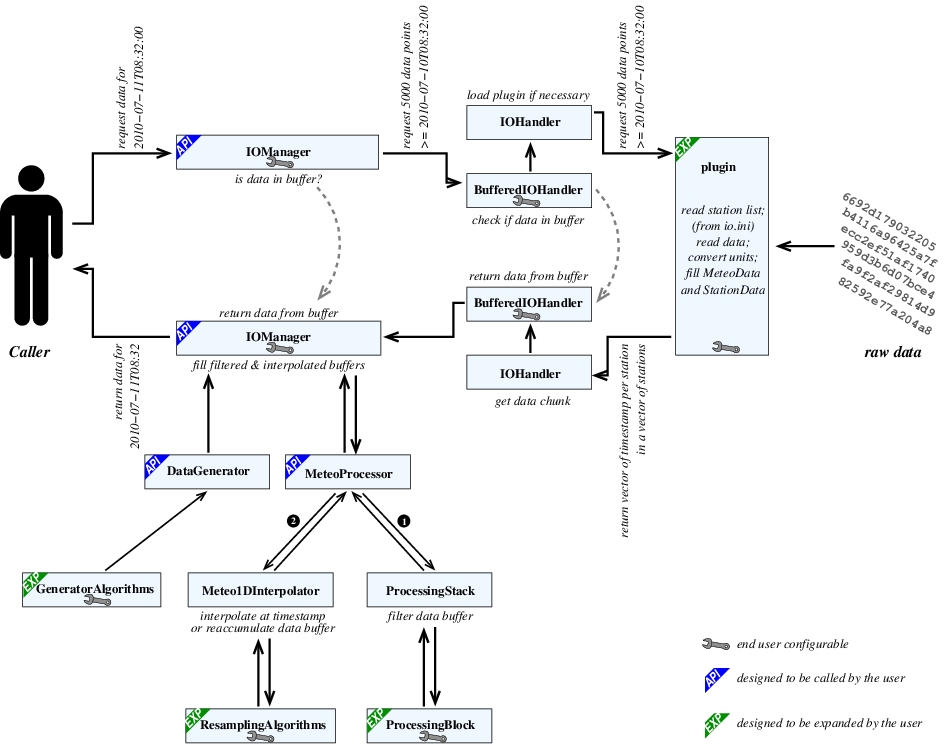 request data for
2010-07-11T08:32:00
request 5000 data points
>= 2010-07-10T08:32:00
request 5000 data points
>= 2010-07-10T08:32:00
load plugin if necessary
IOHandler
API
IOManager
is data in buffer?
BufferedIOHandler
check if data in buffer
EXP
plugin
read station list;
(from io.ini)
read data;
convert units;
fill MeteoData
and StationData
6692d179032205
b4116a96425a7f
ecc2ef51af1740
959d3b6d07bce4
fa9f2af29814d9
82592e77a204a8
raw data
Caller
return data from buffer
BufferedIOHandler
return data from buffer
API
IOManager
fill filtered & interpolated buffers
IOHandler
get data chunk
return data for
2010-07-11T08:32
return vector of timestamp per station
in a vector of stations
API
DataGenerator
API
MeteoProcessor
2
1
EXP
GeneratorAlgorithms
Meteo1DInterpolator
interpolate at timestamp
or reaccumulate data buffer
ProcessingStack
filter data buffer
EXP
ResamplingAlgorithms
EXP
ProcessingBlock
end user configurable
API
designed to be called by the user
EXP
designed to be expanded by the user